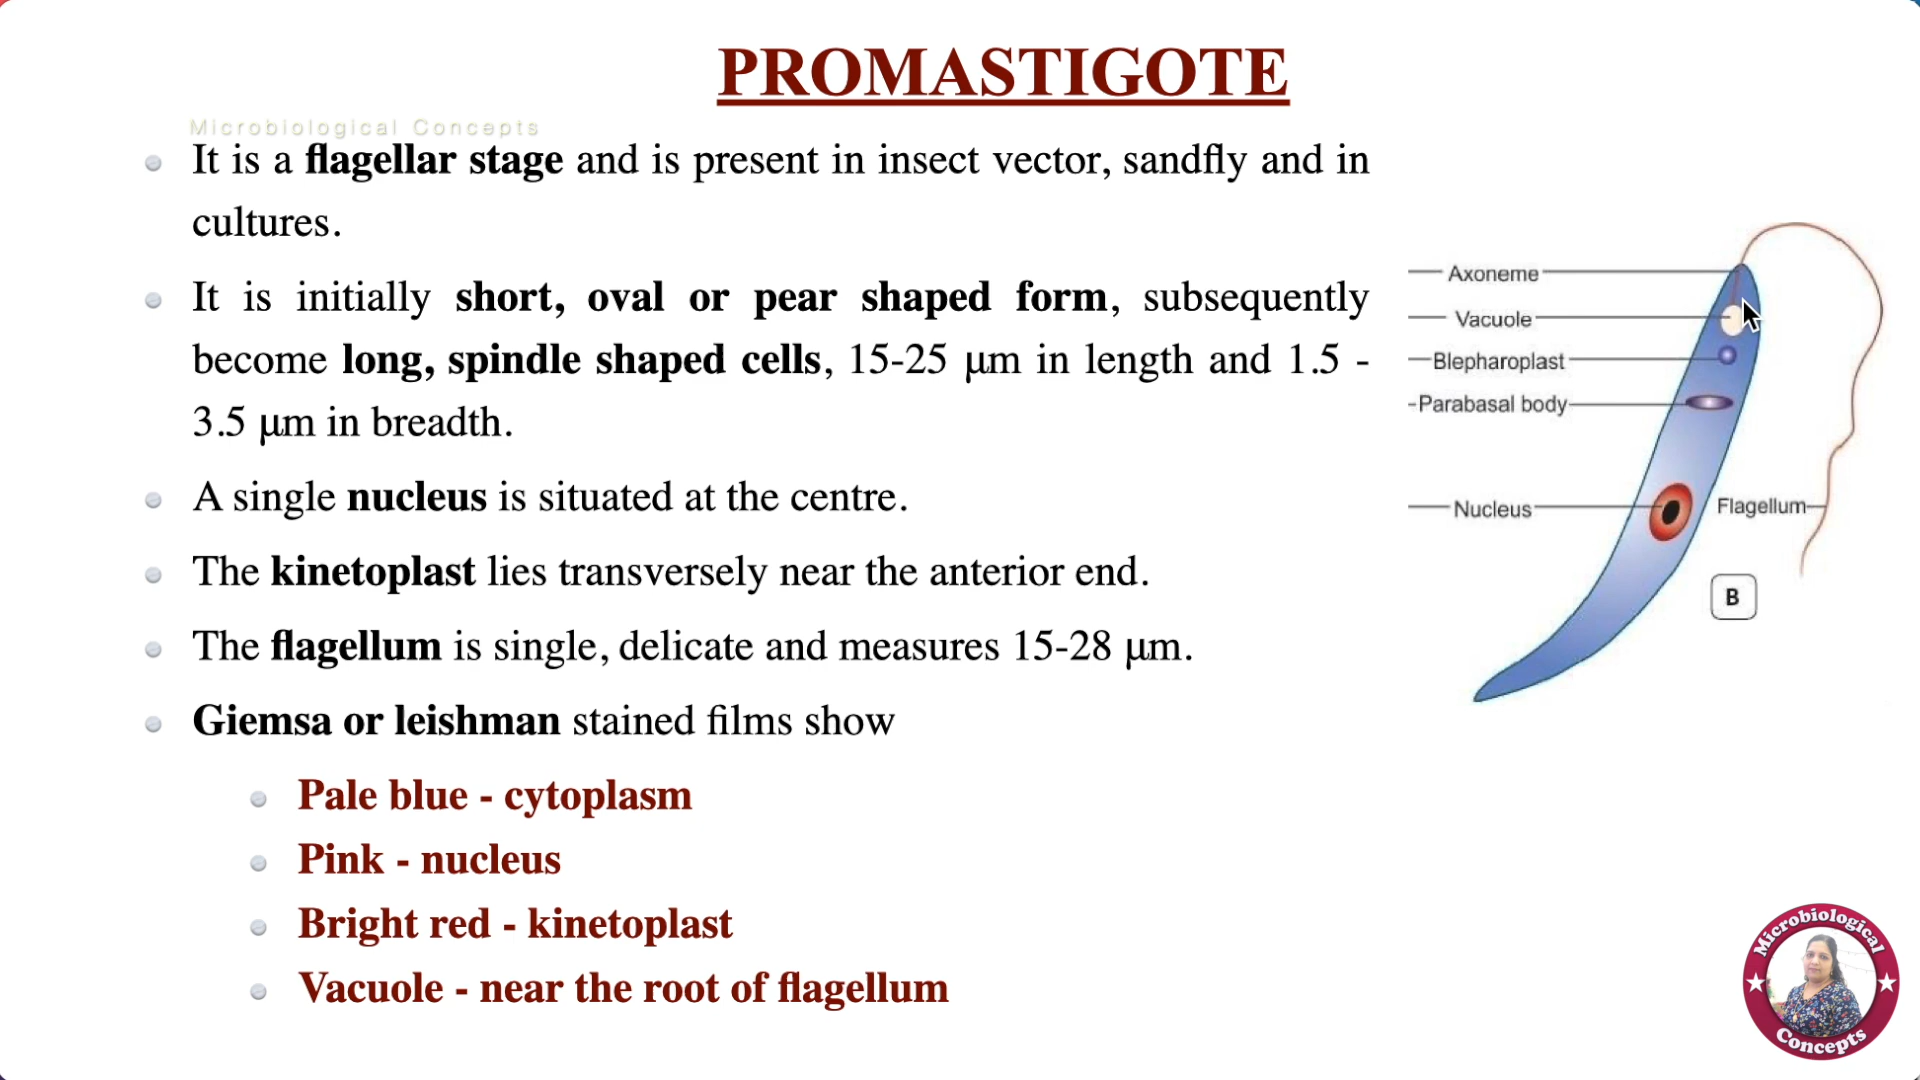 PROMASTIGOTE
Microbiological Concepts
It is a flagellar stage and is present in insect vector, sandfly and in
cultures.
It is initially short, oval or pear shaped form, subsequently
become long, spindle shaped cells, 15-25 µm in length and 1.5 -
3.5 µm in breadth.
A single nucleus is situated at the centre.
The kinetoplast lies transversely near the anterior end.
The flagellum is single, delicate and measures 15-28 µm.
Giemsa or leishman stained films show
Pale blue - cytoplasm
Pink - nucleus
Bright red - kinetoplast
Vacuole - near the root of flagellum
Axoneme
Vacuole
Blepharoplast
Parabasal body
Nucleus
Flagellum
B
Microbiological
Concepts